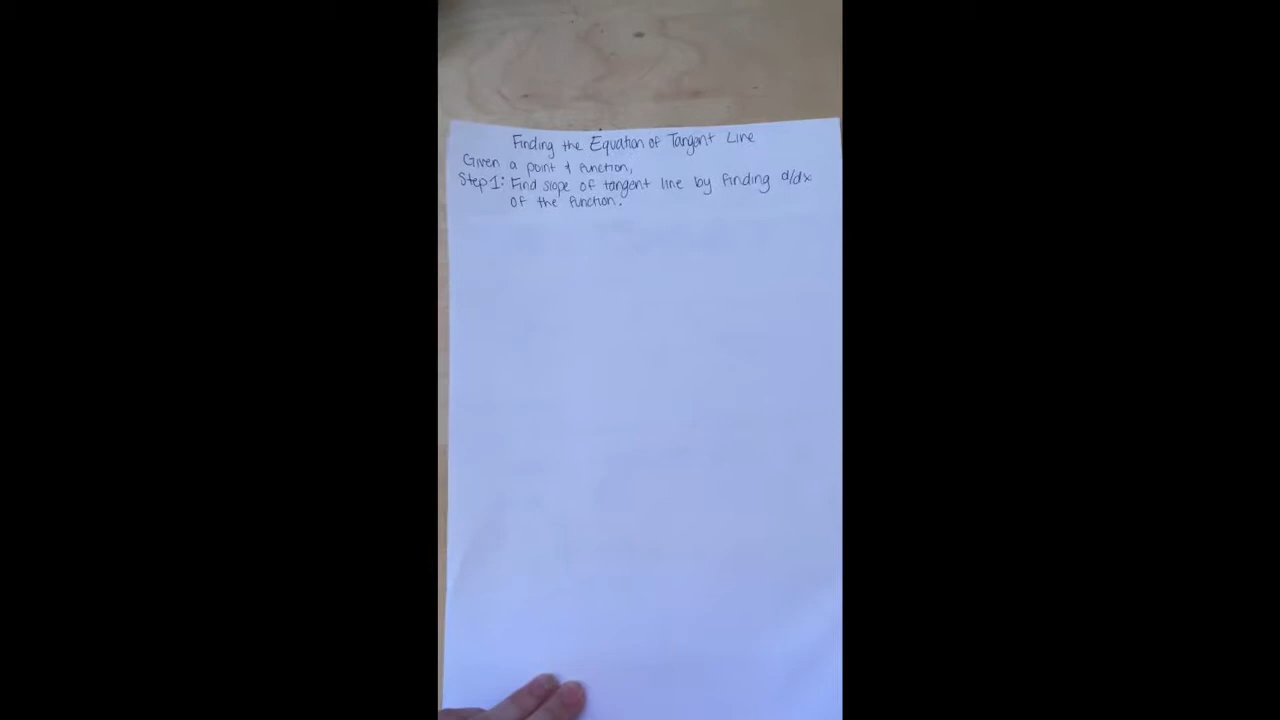 Finding the Equation of Tangent Line
Given a point & function,
Step 1: Find slope of tangent line by finding d/dx
of the function.